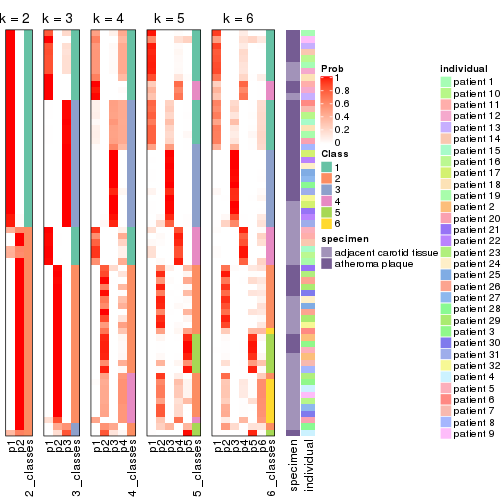 k = 2
k = 3
k = 4
k = 5
k = 6
Prob
1
0.8
0.6
0.4
0.2
0
Class
1
2
3
4
5
6
specimen
adjacent carotid tissue
atheroma plaque
individual
patient 1
patient 10
patient 11
patient 12
patient 13
patient 14
patient 15
patient 16
patient 17
patient 18
patient 19
patient 2
patient 20
patient 21
patient 22
patient 23
patient 24
patient 25
patient 26
patient 27
patient 28
patient 29
patient 3
patient 30
patient 31
patient 32
patient 4
patient 5
patient 6
patient 7
patient 8
patient 9
p1
p2
2_classes
p1
p2
p3
3_classes
p1
p2
p3
p4
4_classes
p1
p2
p3
p4
p5
5_classes
p1
p2
p3
p4
p5
p6
6_classes
specimen
individual